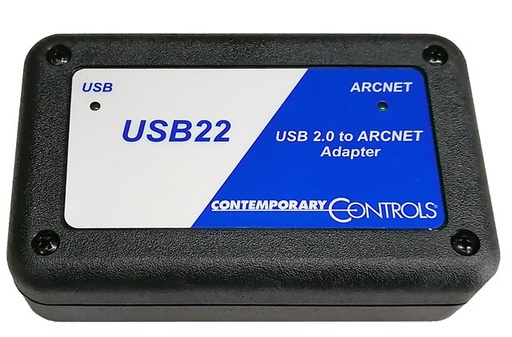 USB
ARCNET
USB22
USB 2.0 to ARCNET
Adapter
CONTEMPORARY CONTROLS®